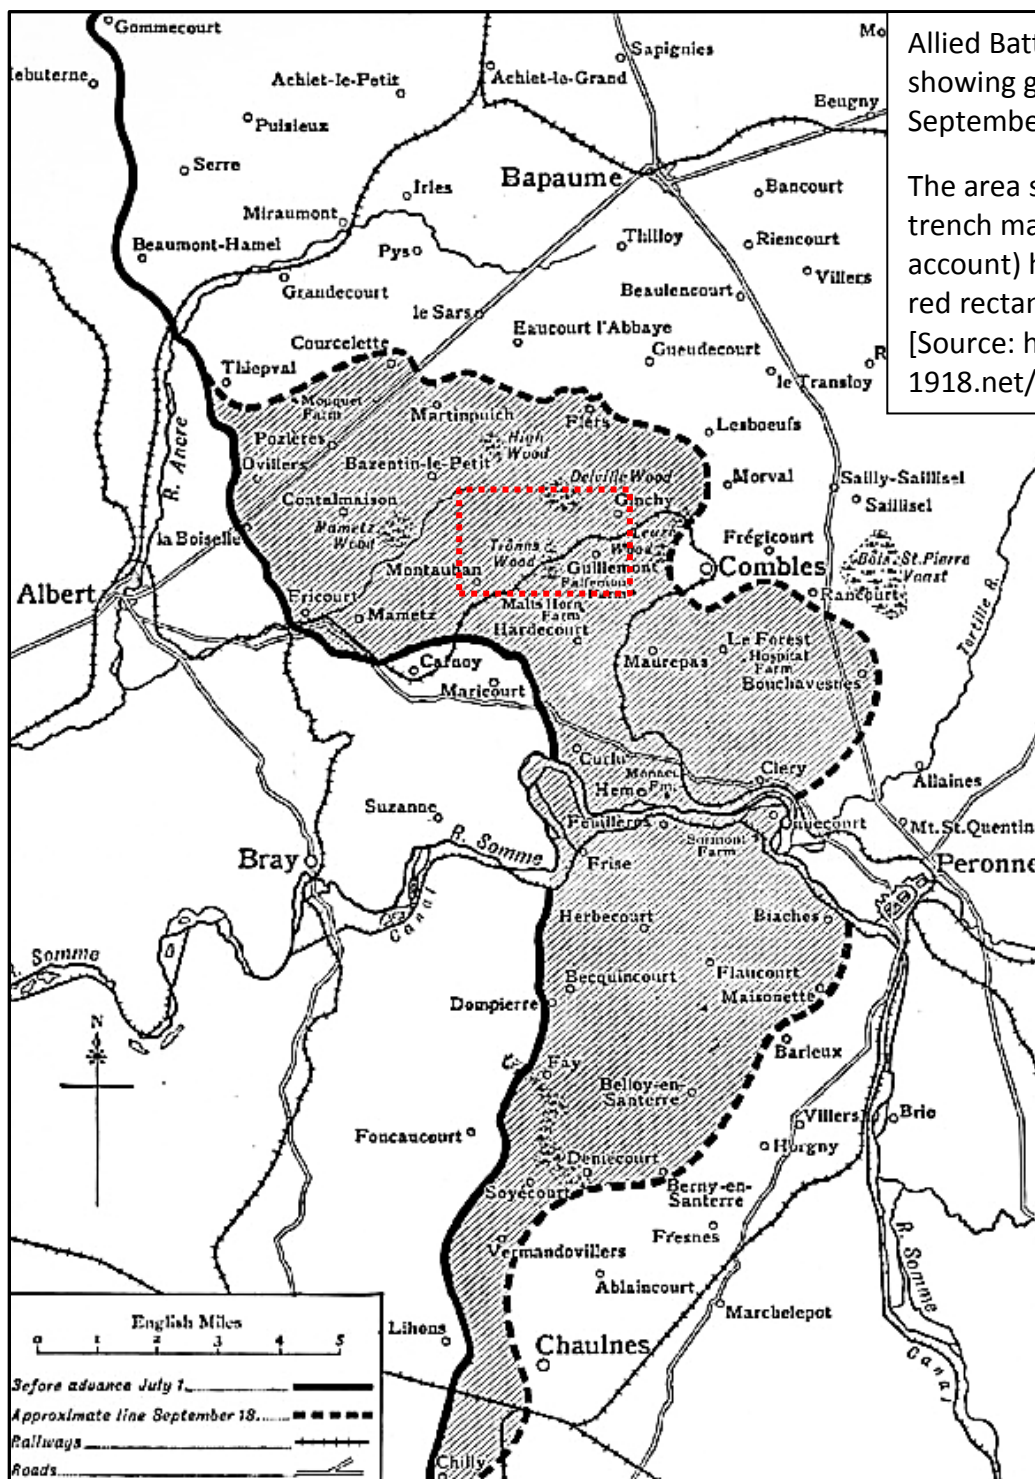 Allied Batt
showing g
Septembe
The area s
trench ma
account) h
red rectan
[Source: h
1918.net/
Gommecourt
Sapignies
Mo
ebuterne
Achiet-le-Petit
Achiet-le-Grand
Beugny
Puisieux
Serre
Irles
Bapaume
Bancourt
Miraumont
Beaumont-Hamel
Pys
Thilloy
Riencourt
Villers
Grandecourt
Beaulencourt
le Sars
Eaucourt l'Abbaye
Courcelette
Gueudecourt
Thiepval
le Transloy
R
Mouquet
Farm
Martinpuich
Flers
R. Ancre
Pozières
High
Wood
Lesboeufs
Ovillers
Bazentin-le-Petit
Delville Wood
Morval
Sailly-Saillisel
Saillisel
Contalmaison
Ginchy
la Boiselle
Mametz
Wood
Leuze
Wood
Frégicourt
Trônes
Wood
Guillemont
Combles
Bois St. Pierre
Vaast
Albert
Montauban
Falfemont
Farm
Rancourt
Fricourt
Mametz
Maltz Horn
Farm
Hardecourt
Tortille R.
Le Forest
Maurepas
Hospital
Farm
Carnoy
Bouchavesnes
Maricourt
Curlu
Clery
Allaines
Monacu
Fm.
Hem
Suzanne
Feuilleres
Omiecourt
Mt. St. Quentin
R. Somme
Sormont
Farm
Bray
Frise
Peronne
Canal
Herbecourt
Biaches
Somme
Flaucourt
Becquincourt
Maisonette
Dompierre
N
Barleux
Fay
Belloy-en-
Santerre
Villers
Brie
Foucaucourt
Horgny
Deniecourt
Soyecourt
Berny-en-
Santerre
Fresnes
Vermandovillers
R. Somme
Ablaincourt
Marchelepot
English Miles
0 1 2 3 4 5
Lihons
Chaulnes
Canal
Before advance July 1
Approximate line September 18
Railways
Roads
Chilly